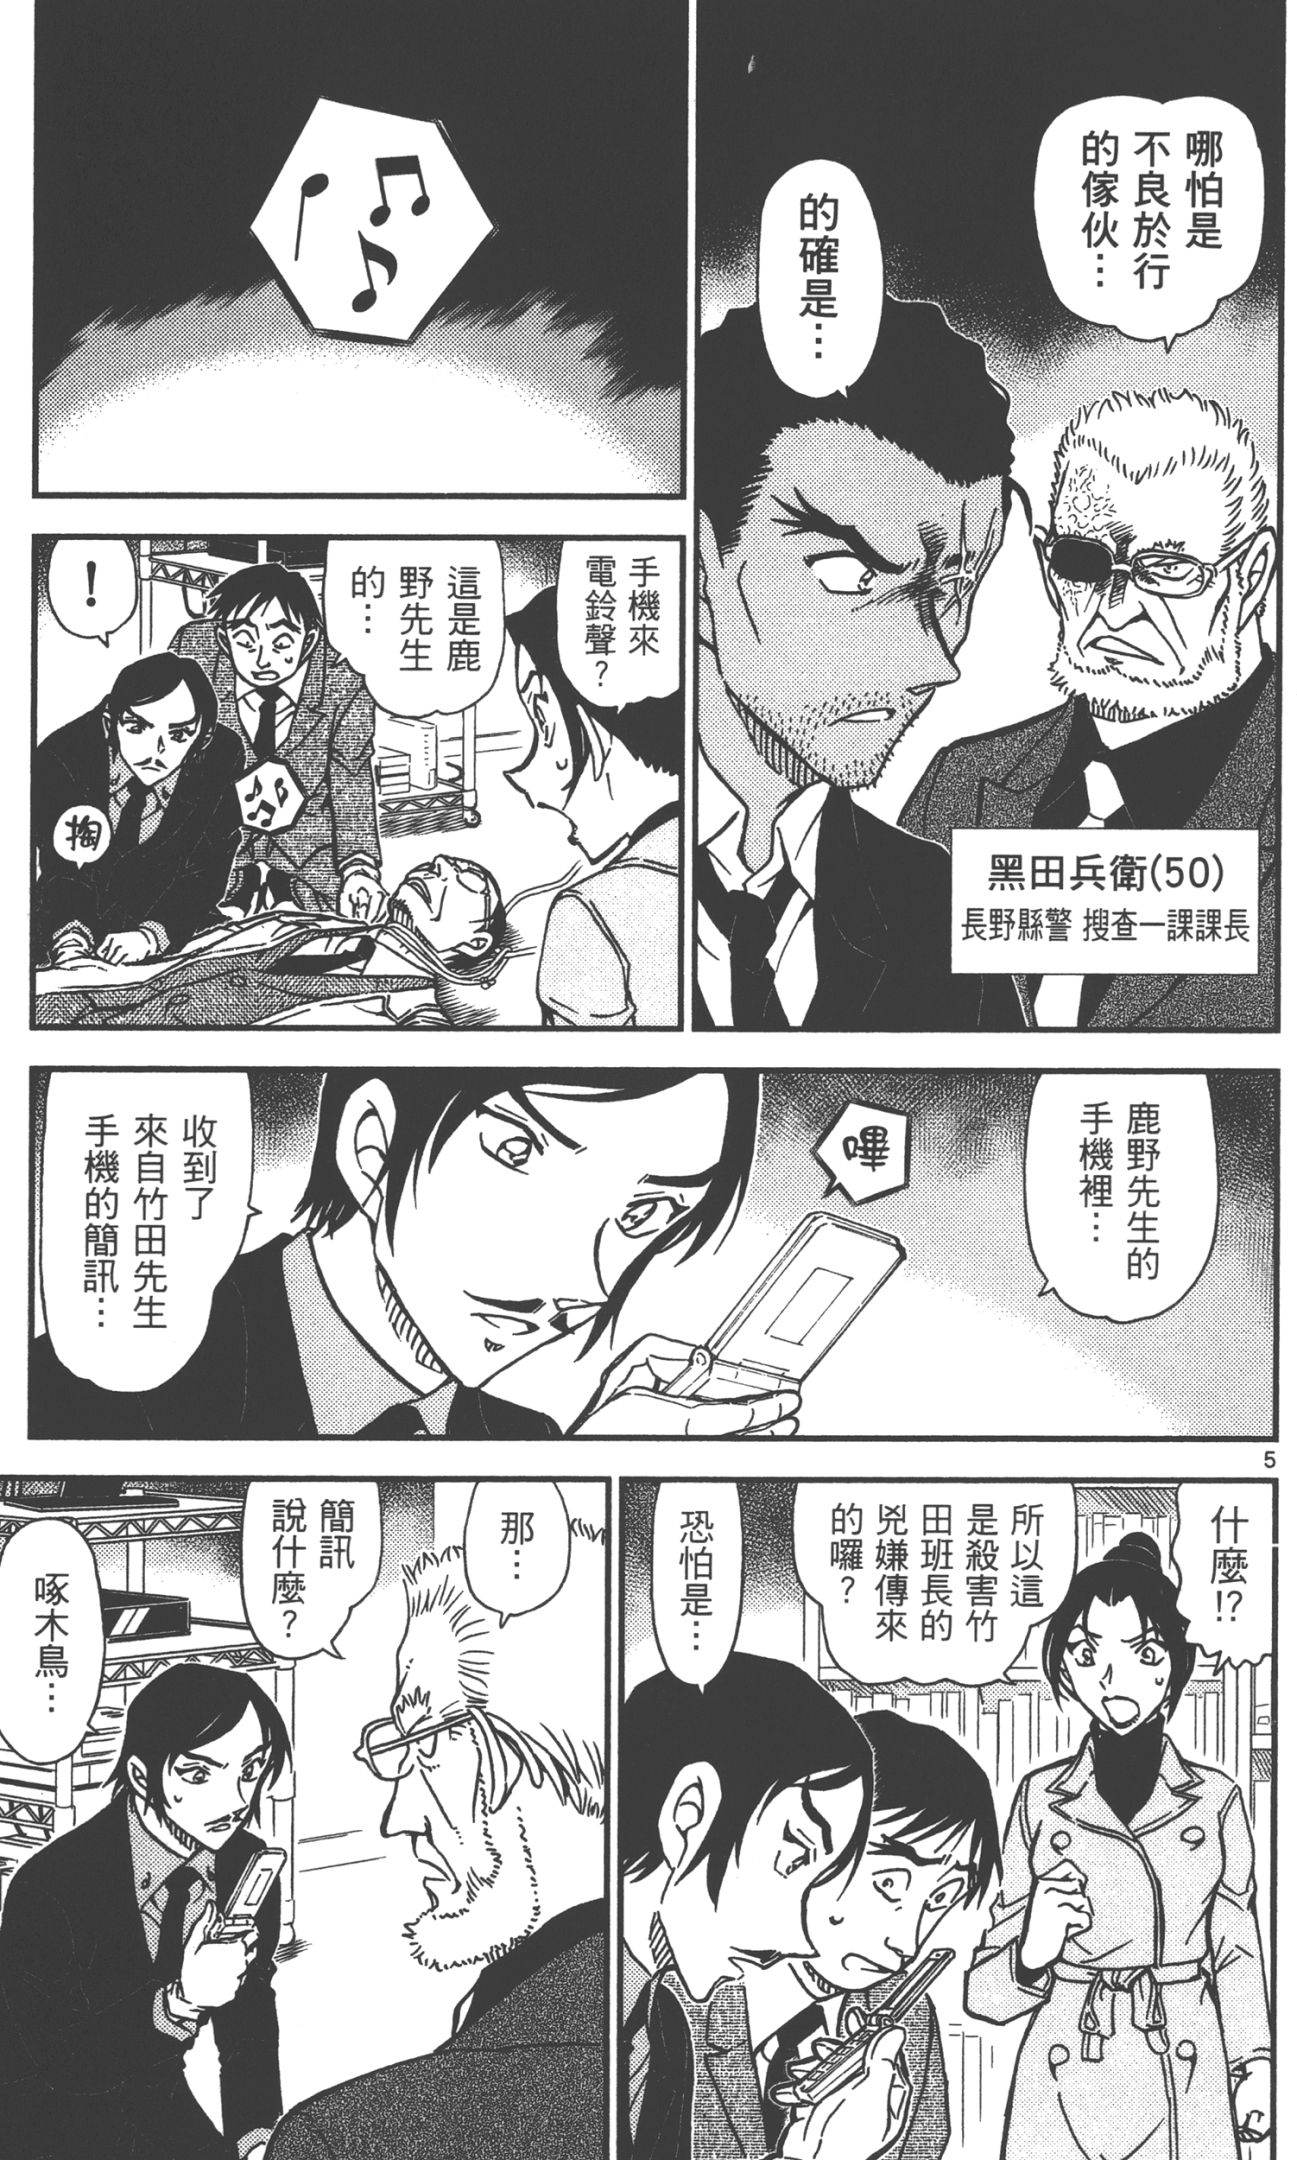 哪怕是
不良於行
的傢伙…
的確是…
黑田兵衛(50)
長野縣警 搜查一課課長
手機來
電鈴聲？
這是鹿
野先生
的…
！
掏
鹿野先生的
手機裡…
嗶
收到了
來自竹田先生
手機的簡訊…
5
什麼!?
所以這
是殺害竹
田班長的
兇嫌傳來
的囉？
恐怕是…
那…
簡訊
說什麼？
啄木鳥…